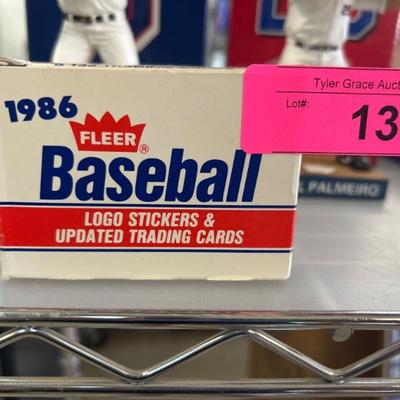 1986
FLEER®
Baseball
LOGO STICKERS &
UPDATED TRADING CARDS
Tyler Grace Auct
Lot#:
13
PALMEIRO